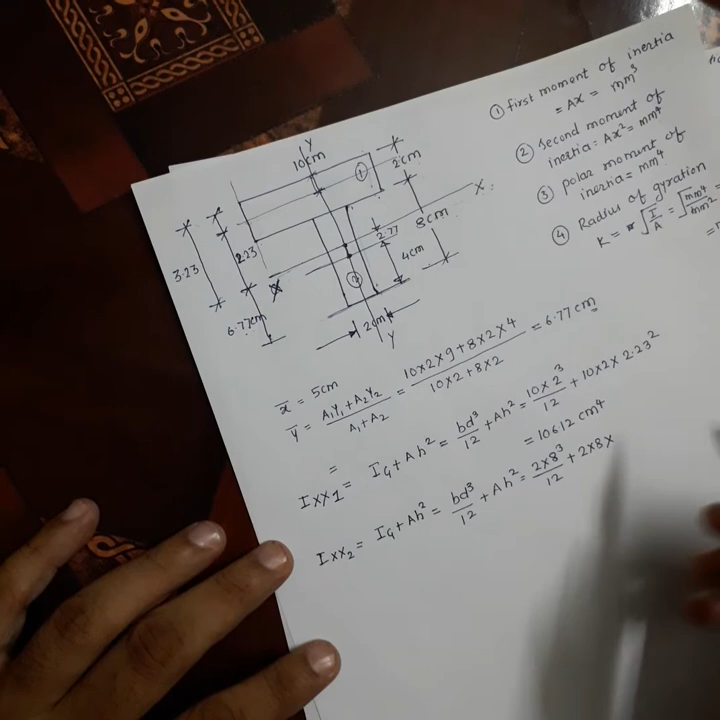 ① first moment of inertia
= Ax = mm³
② Second moment of
inertia = Ax² = mm⁴
③ polar moment of
inertia = mm⁴
④ Radius of gyration
K = √I/A = √mm⁴/mm²
Y
10cm
①
2cm
X
8cm
2.77
4cm
②
3.23
2.23
6.77cm
X
2cm
Y
x̄ = 5cm
ȳ = A₁Y₁+A₂Y₂/A₁+A₂ = 10×2×9+8×2×4/10×2+8×2 = 6.77cm
=
Ixx1 = IG+Ah² = bd³/12 + Ah² = 10×2³/12 + 10×2×2.23²
= 10612 cm⁴
Ixx₂ = IG+Ah² = bd³/12 + Ah² = 2×8³/12 + 2×8×